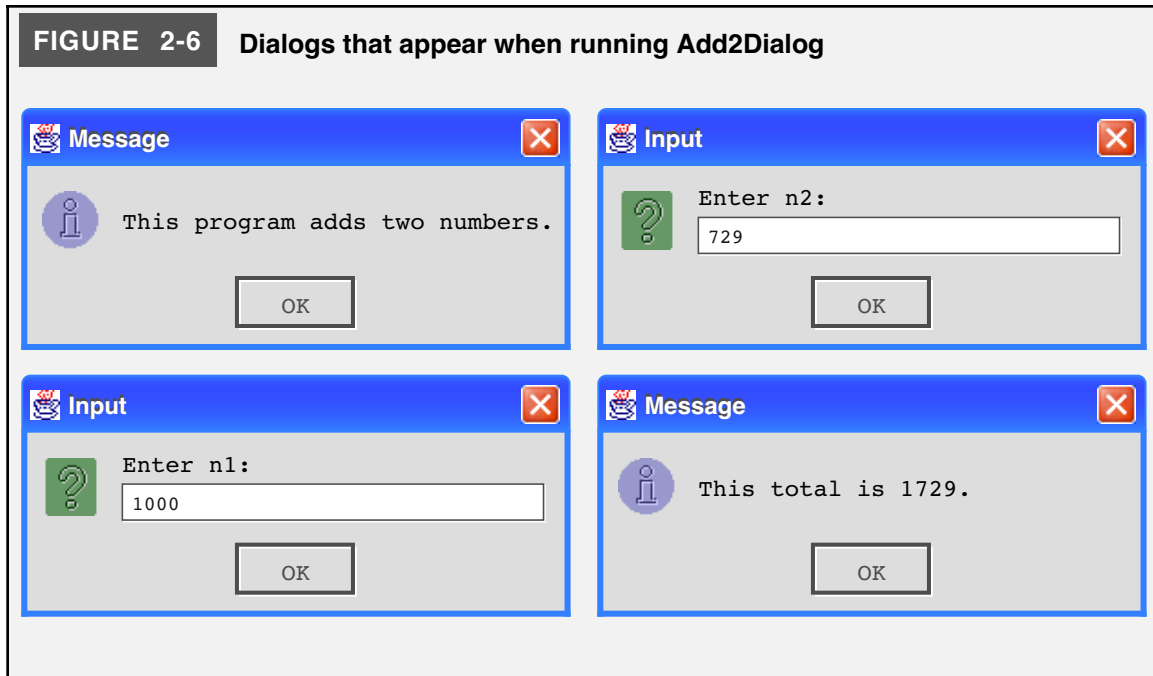 FIGURE 2-6 Dialogs that appear when running Add2Dialog
Message
This program adds two numbers.
OK
Input
Enter n1:
1000
OK
Input
Enter n2:
729
OK
Message
This total is 1729.
OK